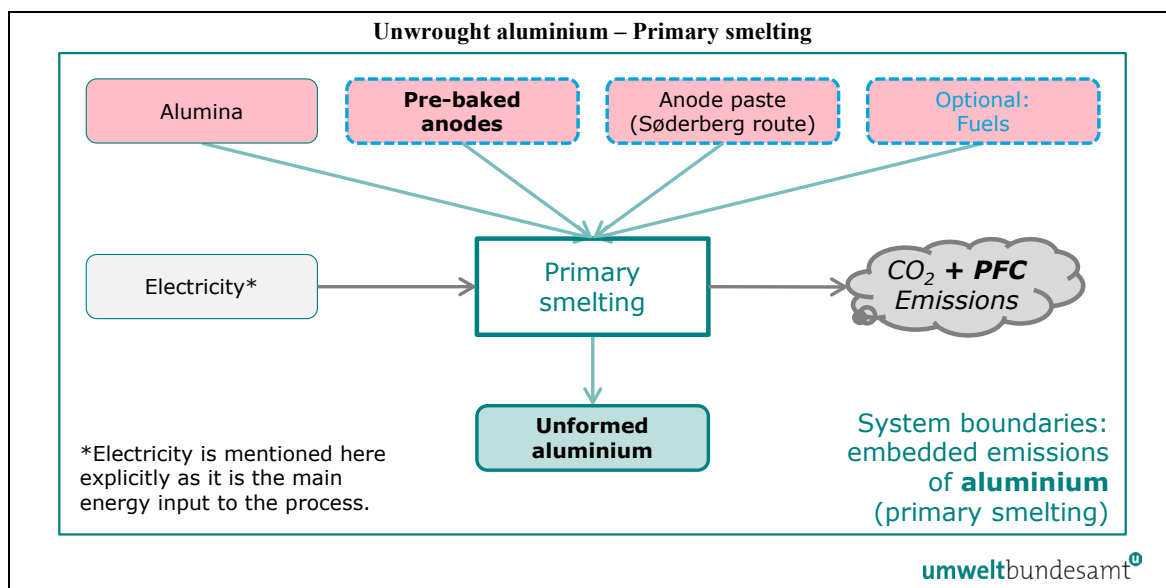 Unwrought aluminium – Primary smelting
Alumina
Pre-baked
anodes
Anode paste
(Søderberg route)
Optional:
Fuels
Electricity*
Primary
smelting
CO₂ + PFC
Emissions
Unformed
aluminium
*Electricity is mentioned here
explicitly as it is the main
energy input to the process.
System boundaries:
embedded emissions
of aluminium
(primary smelting)
umweltbundesamt⁠ᵘ